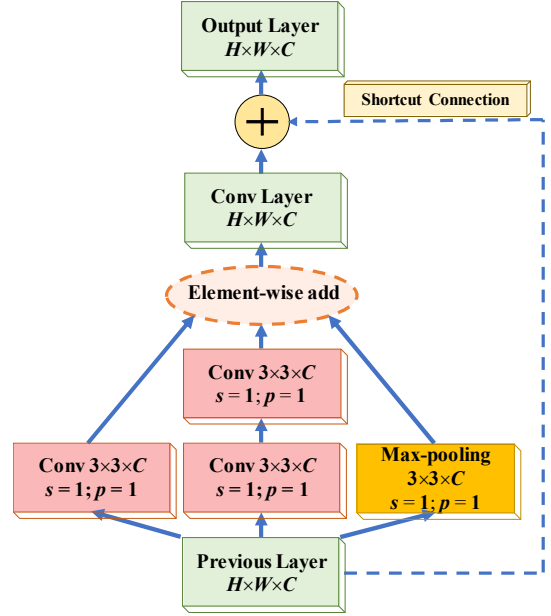 Output Layer
H×W×C
Shortcut Connection
+
Conv Layer
H×W×C
Element-wise add
Conv 3×3×C
s = 1; p = 1
Conv 3×3×C
s = 1; p = 1
Conv 3×3×C
s = 1; p = 1
Max-pooling
3×3×C
s = 1; p = 1
Previous Layer
H×W×C